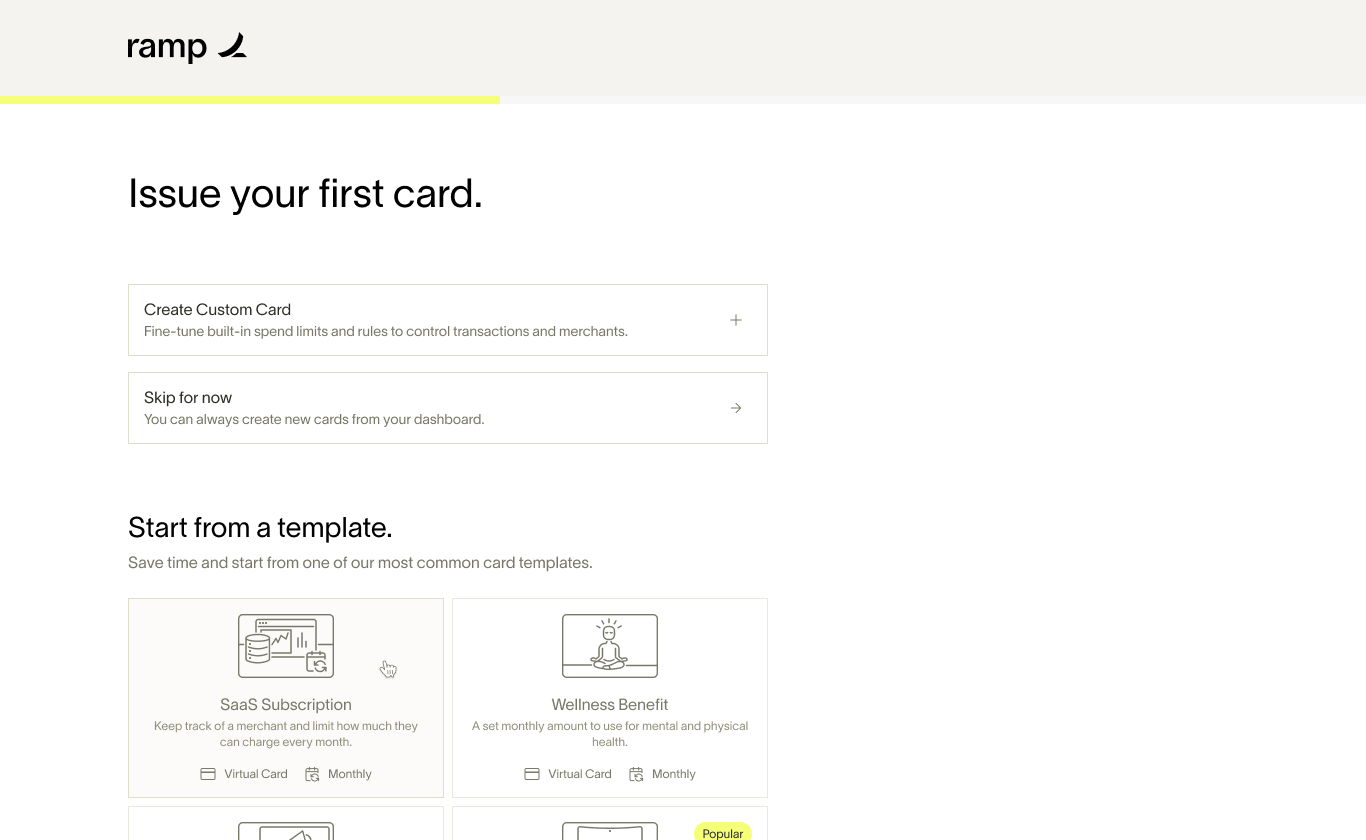 ramp
Issue your first card.
Create Custom Card
Fine-tune built-in spend limits and rules to control transactions and merchants.
Skip for now
You can always create new cards from your dashboard.
Start from a template.
Save time and start from one of our most common card templates.
SaaS Subscription
Keep track of a merchant and limit how much they
can charge every month.
Virtual Card Monthly
Wellness Benefit
A set monthly amount to use for mental and physical
health.
Virtual Card Monthly
Popular